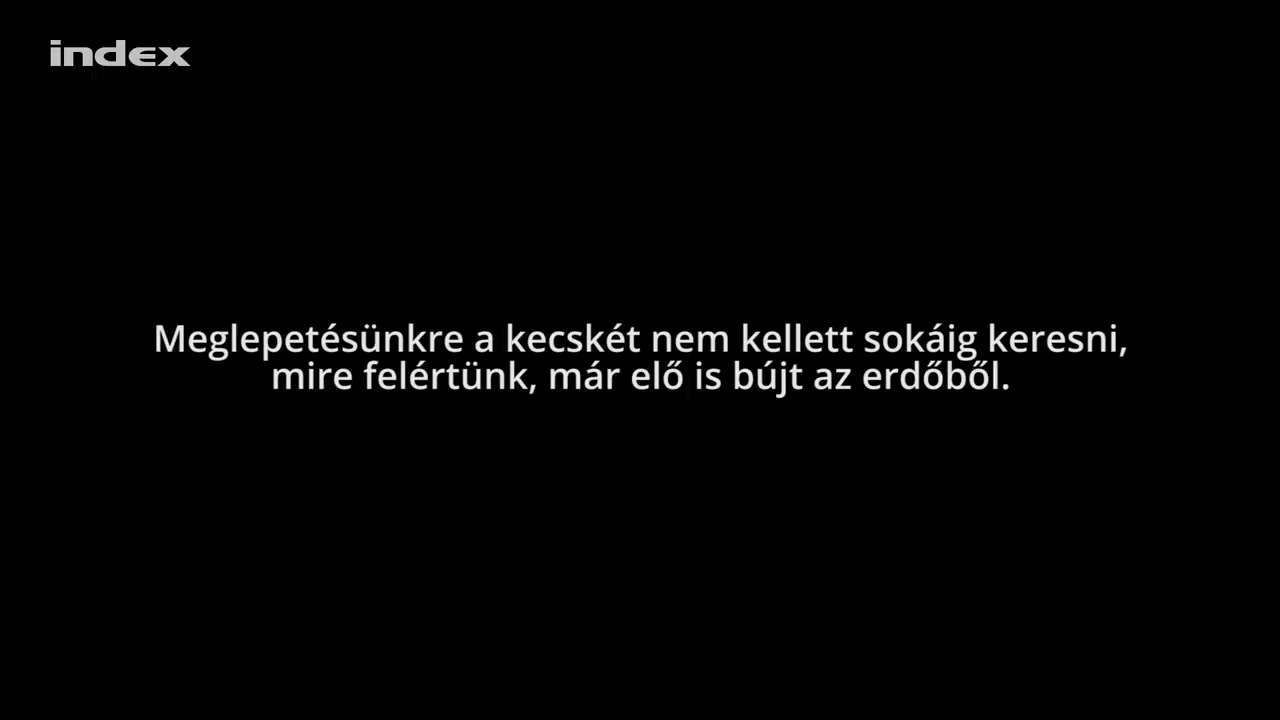 index
Meglepetésünkre a kecskét nem kellett sokáig keresni,
mire felértünk, már elő is bújt az erdőből.